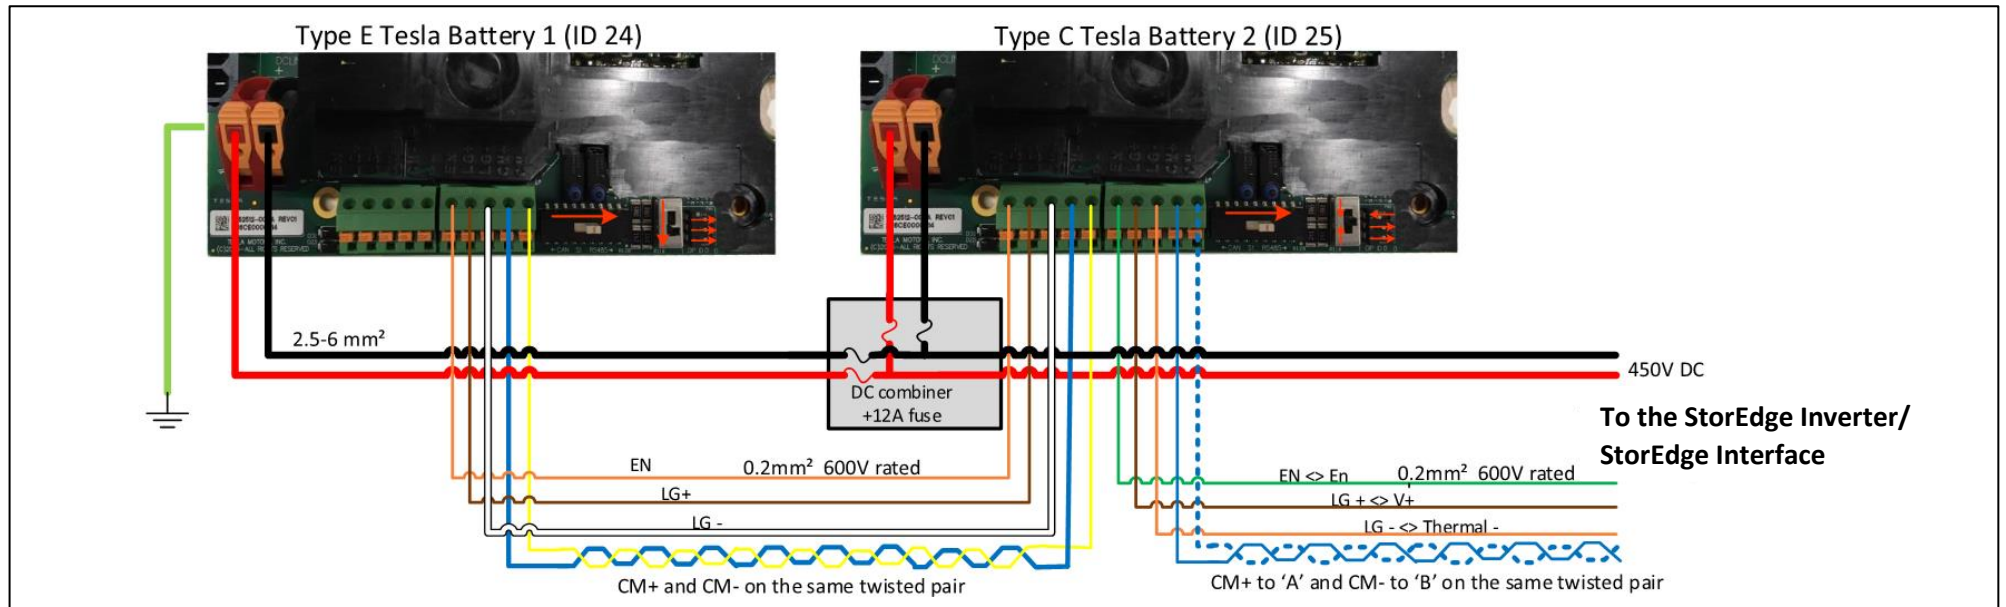 Type E Tesla Battery 1 (ID 24)
Type C Tesla Battery 2 (ID 25)
2.5-6 mm²
DC combiner
+12A fuse
450V DC
To the StorEdge Inverter/
StorEdge Interface
EN
0.2mm² 600V rated
LG+
LG -
CM+ and CM- on the same twisted pair
EN <> En
0.2mm² 600V rated
LG + <> V+
LG - <> Thermal -
CM+ to ‘A’ and CM- to ‘B’ on the same twisted pair